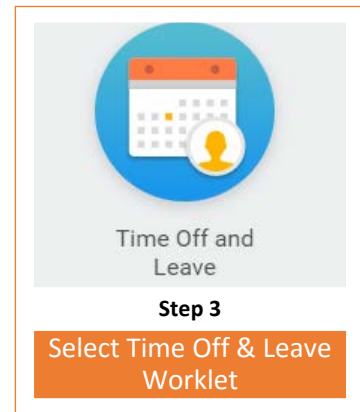 Time Off and
Leave
Step 3
Select Time Off & Leave
Worklet